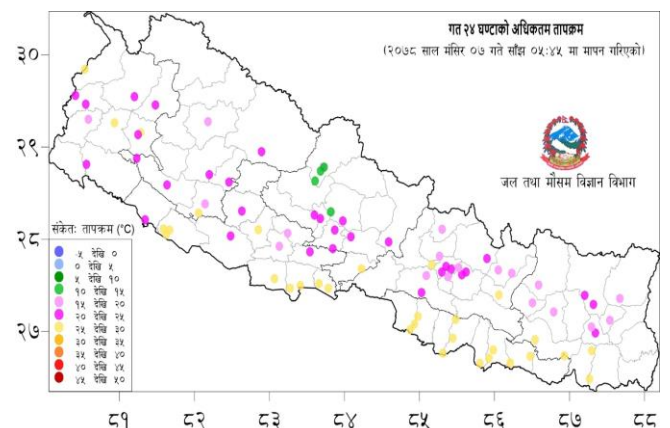 गत २४ घण्टाको अधिकतम तापक्रम
(२०७८ साल मंसिर ०७ गते साँझ ०५:४५ मा मापन गरिएको)
जल तथा मौसम विज्ञान विभाग
३०
२९
२८
२७
संकेतः तापक्रम (°C)
-५ देखि ०
० देखि ५
५ देखि १०
१० देखि १५
१५ देखि २०
२० देखि २५
२५ देखि ३०
३० देखि ३५
३५ देखि ४०
४० देखि ४५
४५ देखि ५०
८१ ८२ ८३ ८४ ८५ ८६ ८७ ८८